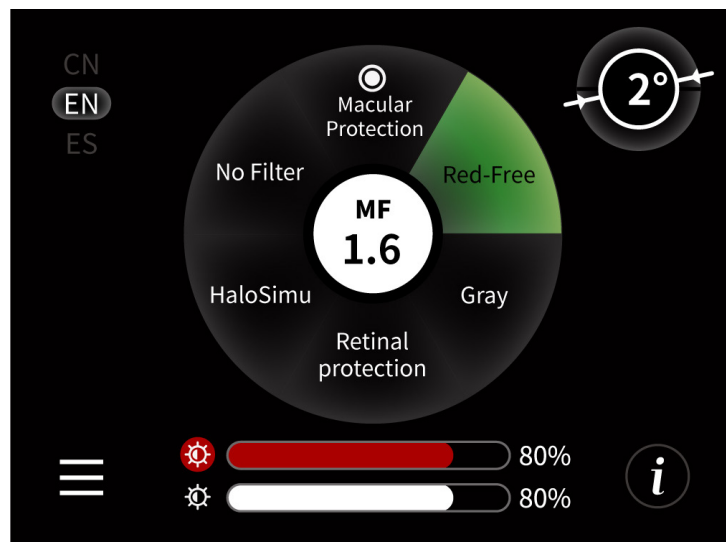 CN
EN
ES
2°
Macular
Protection
No Filter
Red-Free
MF
1.6
HaloSimu
Gray
Retinal
protection
80%
80%
i